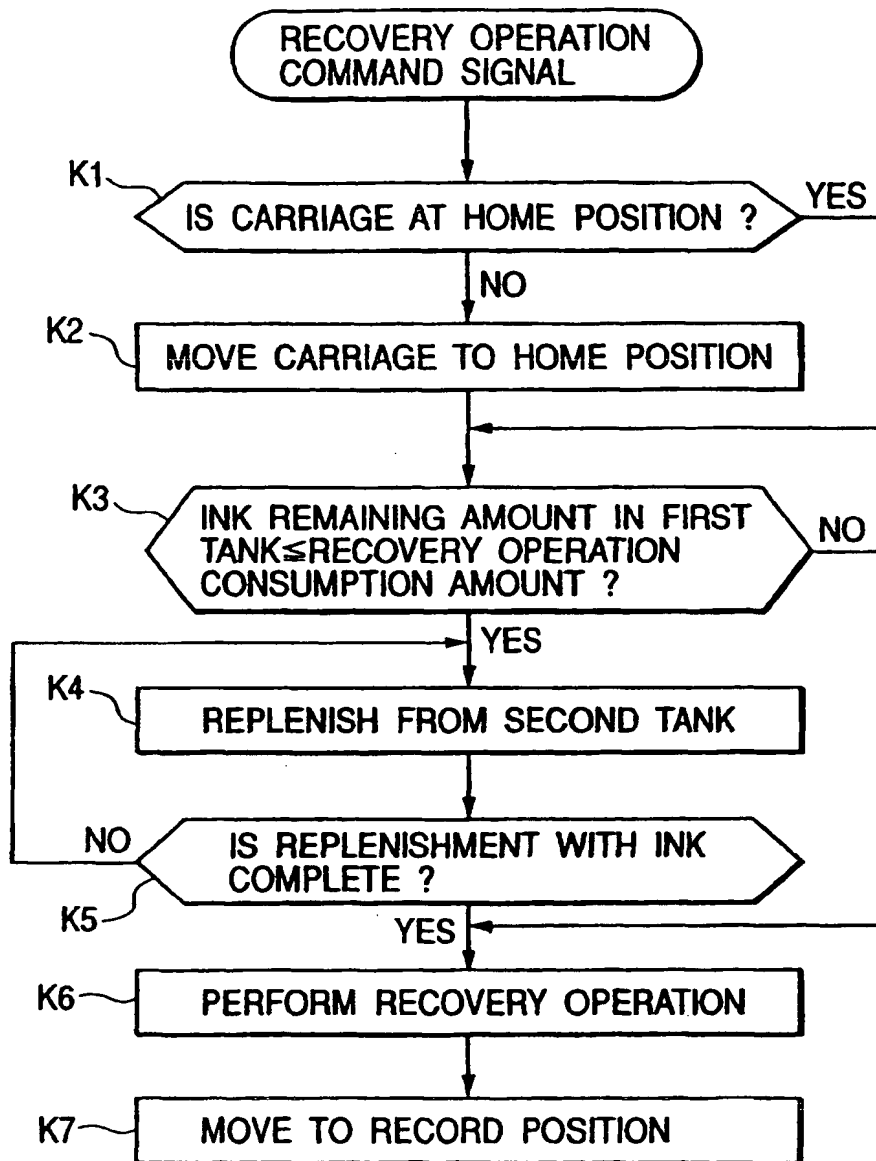 RECOVERY OPERATION
COMMAND SIGNAL
K1
IS CARRIAGE AT HOME POSITION ?
YES
NO
K2
MOVE CARRIAGE TO HOME POSITION
K3
INK REMAINING AMOUNT IN FIRST
TANK≦RECOVERY OPERATION
CONSUMPTION AMOUNT ?
NO
YES
K4
REPLENISH FROM SECOND TANK
NO
IS REPLENISHMENT WITH INK
COMPLETE ?
K5
YES
K6
PERFORM RECOVERY OPERATION
K7
MOVE TO RECORD POSITION